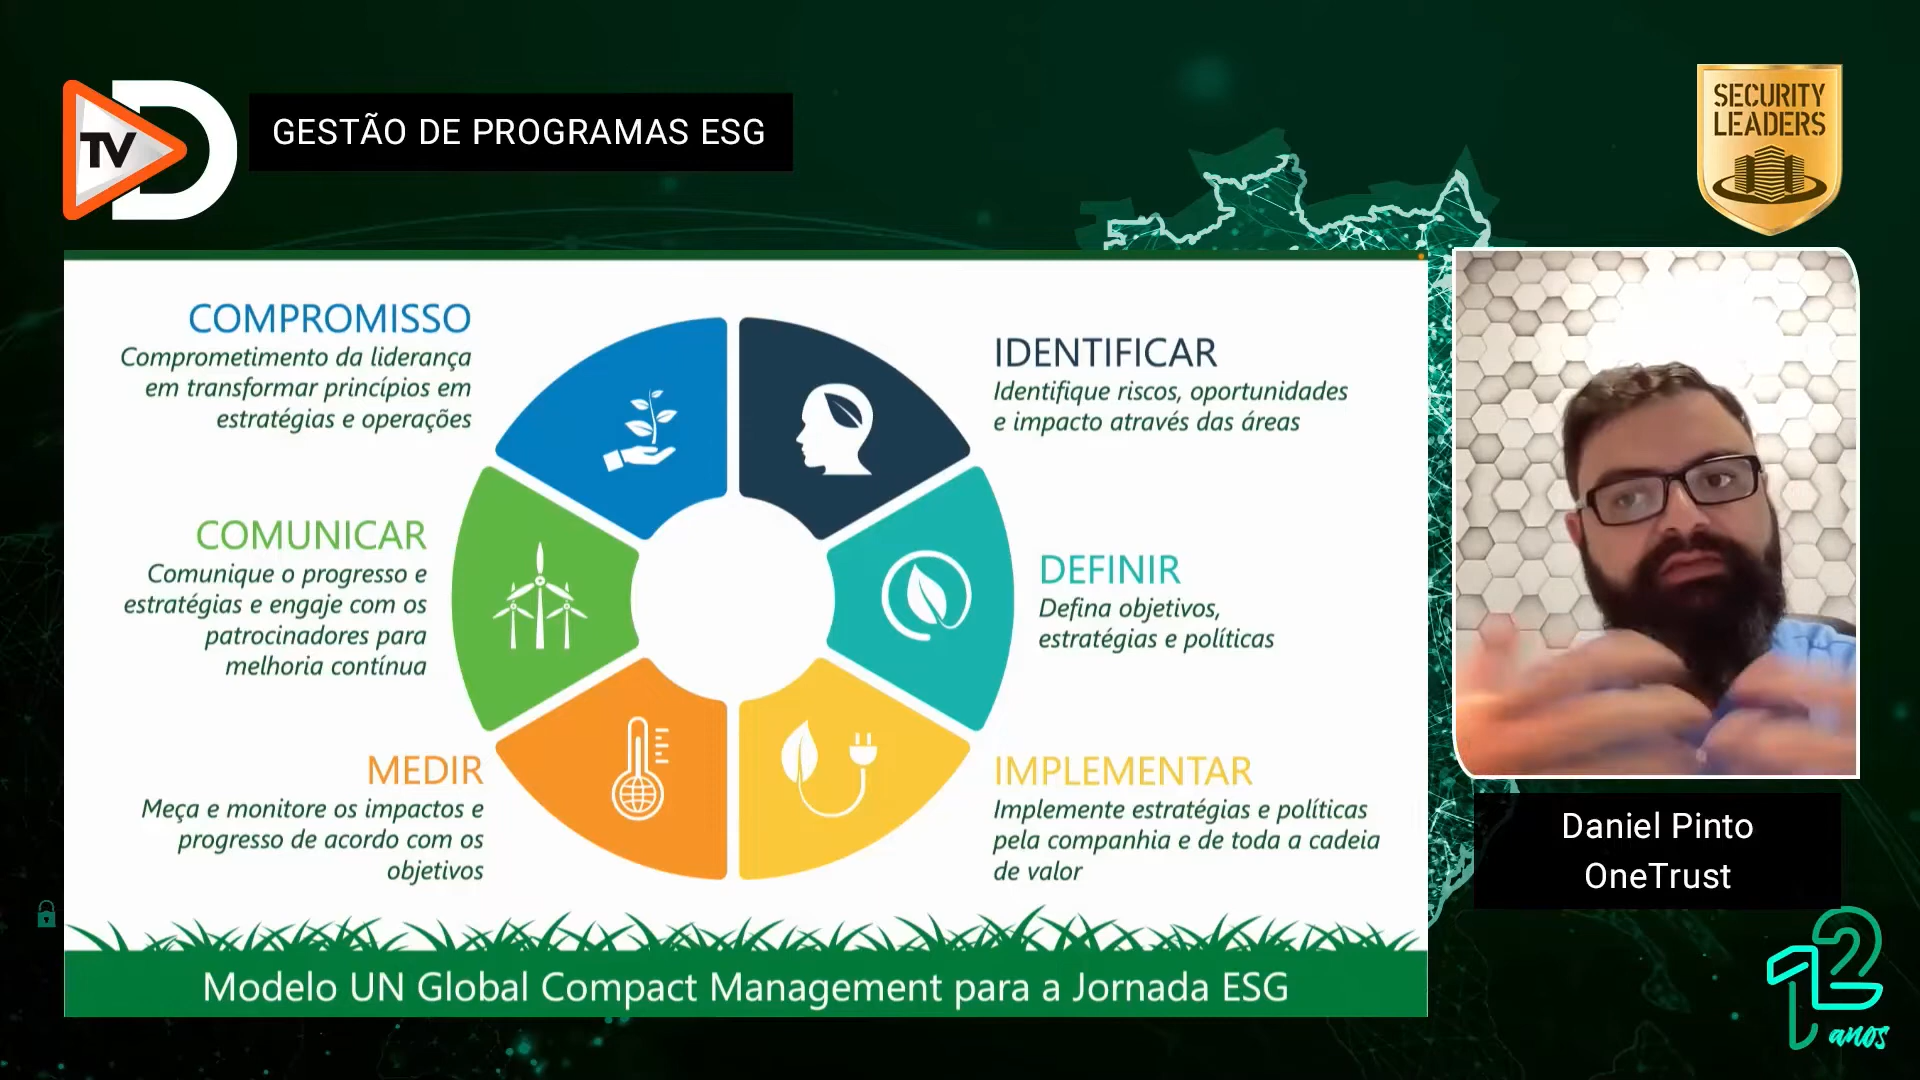 TV D
GESTÃO DE PROGRAMAS ESG
SECURITY
LEADERS
COMPROMISSO
Comprometimento da liderança
em transformar princípios em
estratégias e operações
IDENTIFICAR
Identifique riscos, oportunidades
e impacto através das áreas
COMUNICAR
Comunique o progresso e
estratégias e engaje com os
patrocinadores para
melhoria contínua
DEFINIR
Defina objetivos,
estratégias e políticas
MEDIR
Meça e monitore os impactos e
progresso de acordo com os
objetivos
IMPLEMENTAR
Implemente estratégias e políticas
pela companhia e de toda a cadeia
de valor
Modelo UN Global Compact Management para a Jornada ESG
Daniel Pinto
OneTrust
12
anos